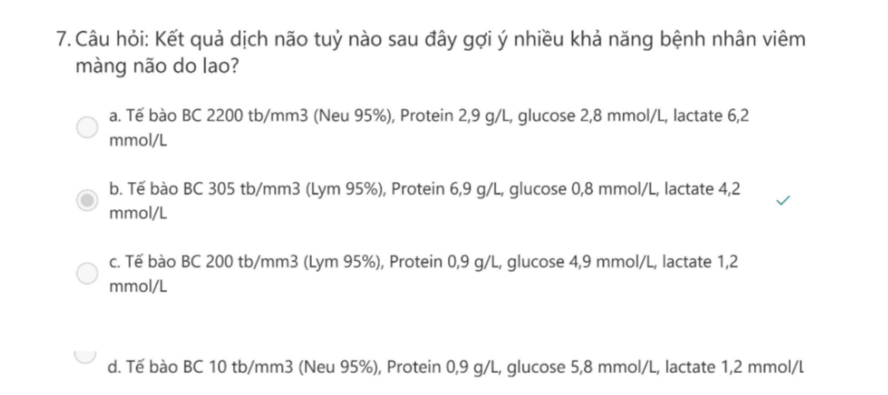 7. Câu hỏi: Kết quả dịch não tuỷ nào sau đây gợi ý nhiều khả năng bệnh nhân viêm
màng não do lao?
a. Tế bào BC 2200 tb/mm3 (Neu 95%), Protein 2,9 g/L, glucose 2,8 mmol/L, lactate 6,2
mmol/L
b. Tế bào BC 305 tb/mm3 (Lym 95%), Protein 6,9 g/L, glucose 0,8 mmol/L, lactate 4,2
mmol/L
c. Tế bào BC 200 tb/mm3 (Lym 95%), Protein 0,9 g/L, glucose 4,9 mmol/L, lactate 1,2
mmol/L
d. Tế bào BC 10 tb/mm3 (Neu 95%), Protein 0,9 g/L, glucose 5,8 mmol/L, lactate 1,2 mmol/l